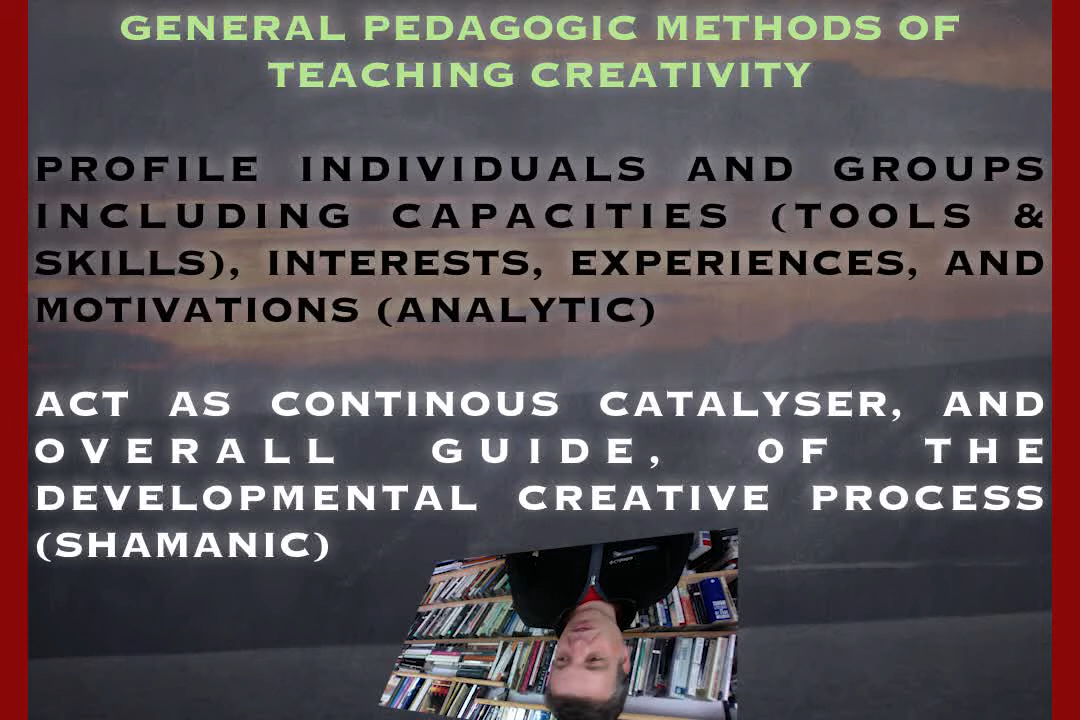 GENERAL PEDAGOGIC METHODS OF
TEACHING CREATIVITY
PROFILE INDIVIDUALS AND GROUPS
INCLUDING CAPACITIES (TOOLS &
SKILLS), INTERESTS, EXPERIENCES, AND
MOTIVATIONS (ANALYTIC)
ACT AS CONTINOUS CATALYSER, AND
OVERALL GUIDE, OF THE
DEVELOPMENTAL CREATIVE PROCESS
(SHAMANIC)